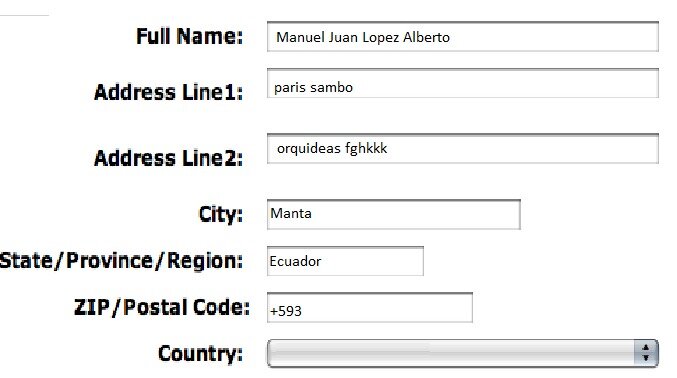 Full Name: Manuel Juan Lopez Alberto
Address Line1: paris sambo
Address Line2: orquideas fghkkk
City: Manta
State/Province/Region: Ecuador
ZIP/Postal Code: +593
Country: